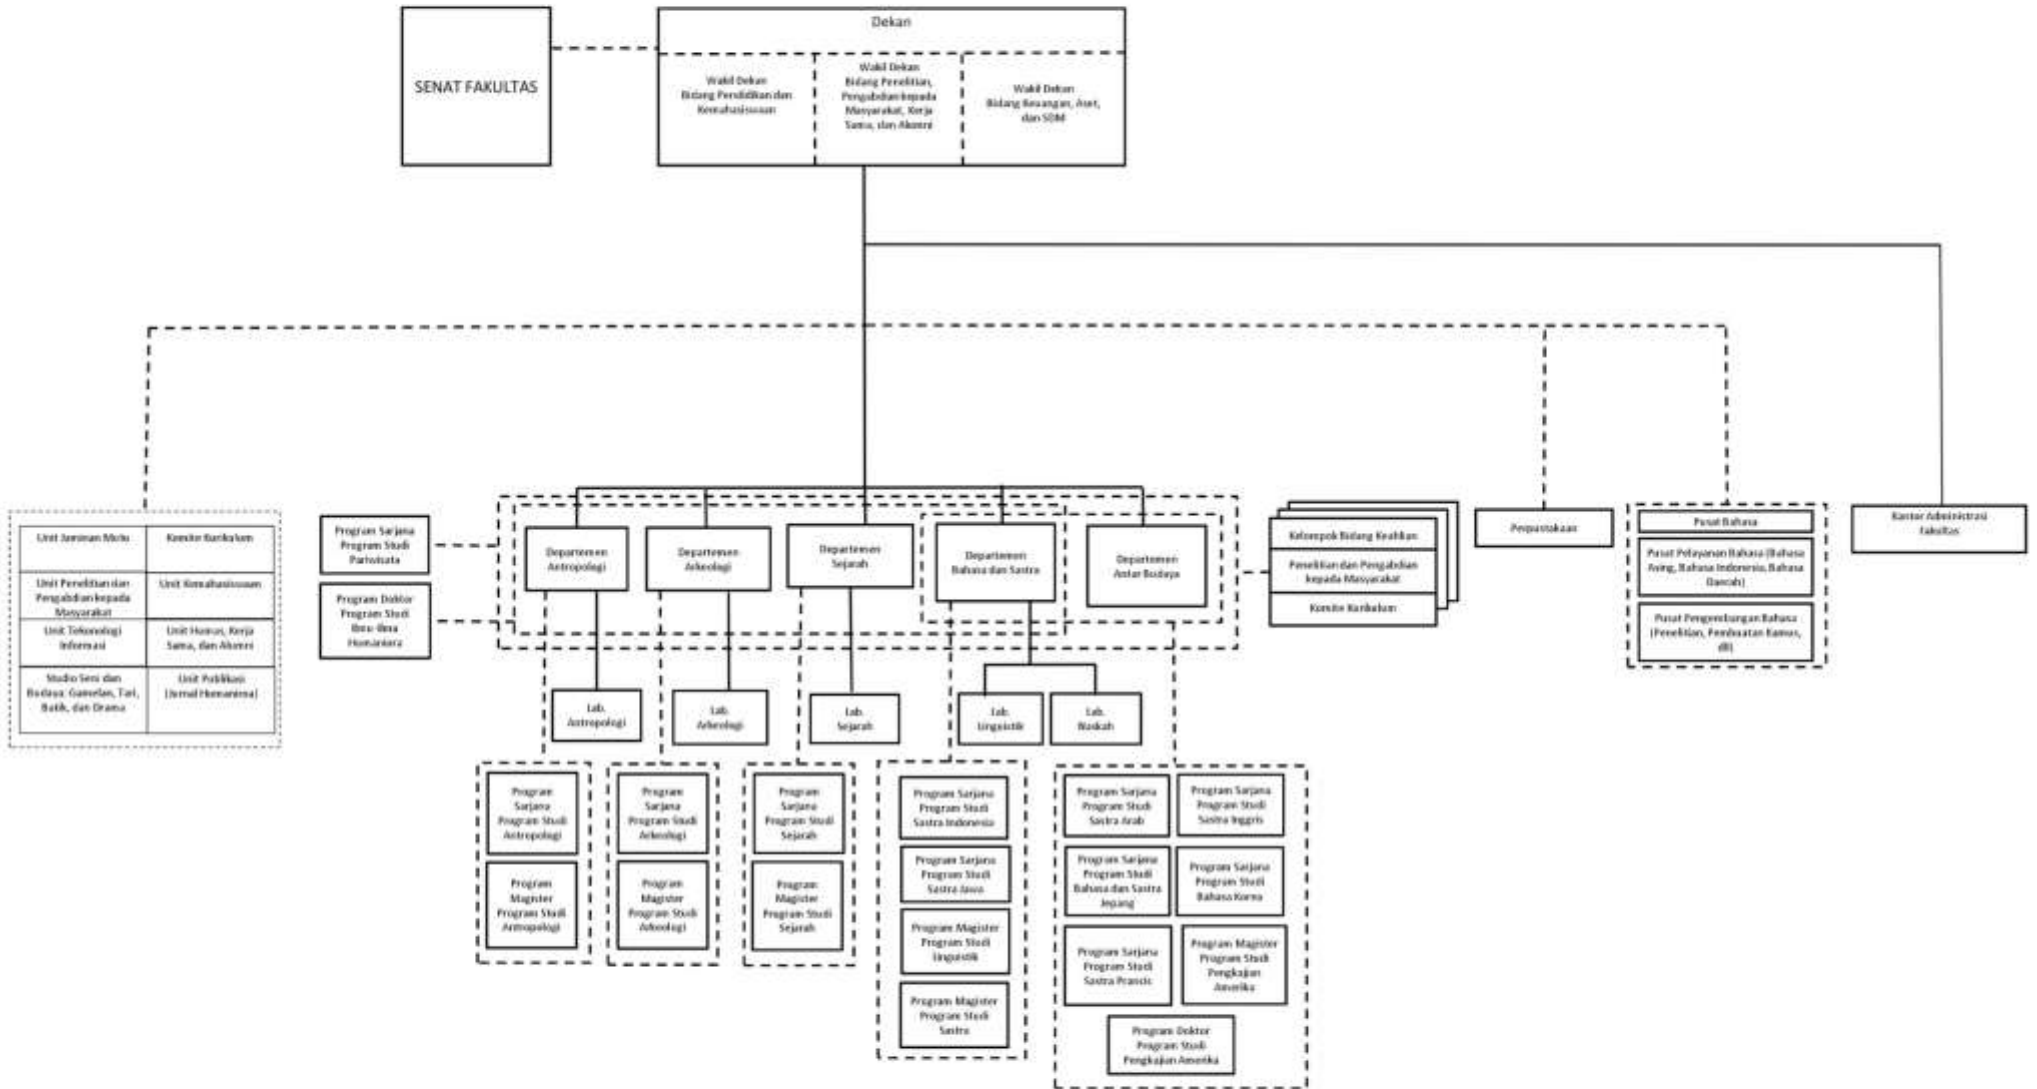 Dekan
SENAT FAKULTAS
Wakil Dekan
Bidang Pendidikan dan
Kemahasiswaan
Wakil Dekan
Bidang Penelitian,
Pengabdian kepada
Masyarakat, Kerja
Sama, dan Alumni
Wakil Dekan
Bidang Keuangan, Aset,
dan SDM
Unit Jaminan Mutu
Komite Kurikulum
Unit Penelitian dan
Pengabdian kepada
Masyarakat
Unit Kemahasiswaan
Unit Teknologi
Informasi
Unit Humas, Kerja
Sama, dan Alumni
Studio Seni dan
Budaya: Gamelan, Tari,
Batik, dan Drama
Unit Publikasi
(Jurnal Humaniora)
Program Sarjana
Program Studi
Pariwisata
Program Doktor
Program Studi
Ilmu-Ilmu
Humaniora
Departemen
Antropologi
Departemen
Arkeologi
Departemen
Sejarah
Departemen
Bahasa dan Sastra
Departemen
Antar Budaya
Kelompok Bidang Keahlian
Penelitian dan Pengabdian
kepada Masyarakat
Komite Kurikulum
Perpustakaan
Pusat Bahasa
Pusat Pelayanan Bahasa (Bahasa
Asing, Bahasa Indonesia, Bahasa
Daerah)
Pusat Pengembangan Bahasa
(Penelitian, Pembuatan Kamus,
dll)
Kantor Administrasi
Fakultas
Lab.
Antropologi
Lab.
Arkeologi
Lab.
Sejarah
Lab.
Linguistik
Lab.
Naskah
Program
Sarjana
Program Studi
Antropologi
Program
Magister
Program Studi
Antropologi
Program
Sarjana
Program Studi
Arkeologi
Program
Magister
Program Studi
Arkeologi
Program
Sarjana
Program Studi
Sejarah
Program
Magister
Program Studi
Sejarah
Program Sarjana
Program Studi
Sastra Indonesia
Program Sarjana
Program Studi
Sastra Jawa
Program Magister
Program Studi
Linguistik
Program Magister
Program Studi
Sastra
Program Sarjana
Program Studi
Sastra Arab
Program Sarjana
Program Studi
Sastra Inggris
Program Sarjana
Program Studi
Bahasa dan Sastra
Jepang
Program Sarjana
Program Studi
Bahasa Korea
Program Sarjana
Program Studi
Sastra Prancis
Program Magister
Program Studi
Pengkajian
Amerika
Program Doktor
Program Studi
Pengkajian Amerika